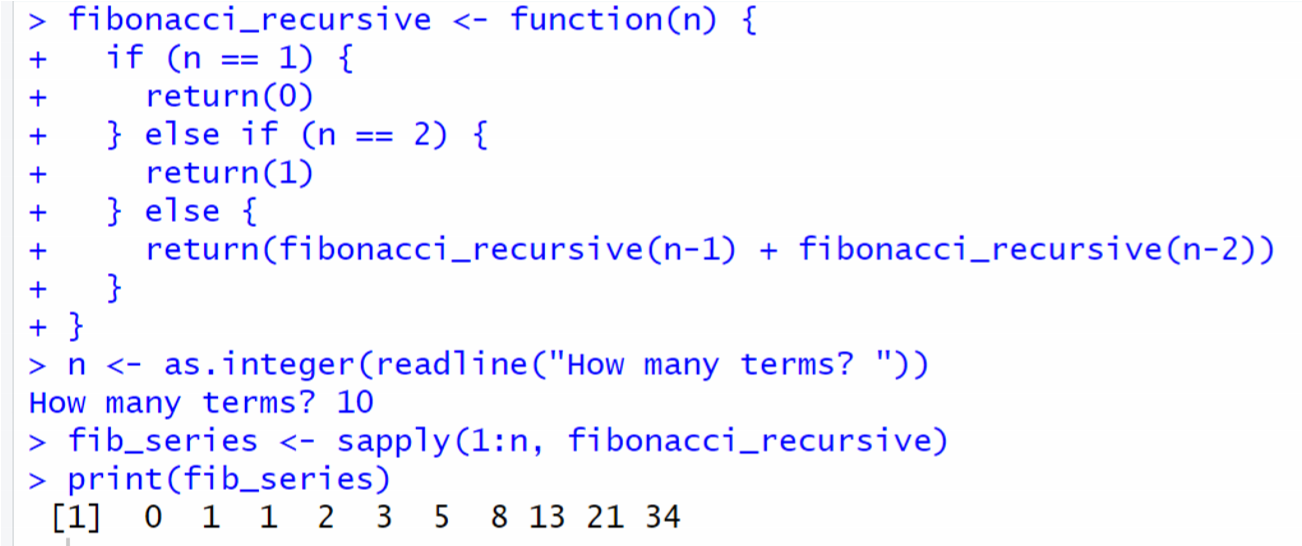 > fibonacci_recursive <- function(n) {
+   if (n == 1) {
+     return(0)
+   } else if (n == 2) {
+     return(1)
+   } else {
+     return(fibonacci_recursive(n-1) + fibonacci_recursive(n-2))
+   }
+ }
> n <- as.integer(readline("How many terms? "))
How many terms? 10
> fib_series <- sapply(1:n, fibonacci_recursive)
> print(fib_series)
 [1]  0  1  1  2  3  5  8 13 21 34